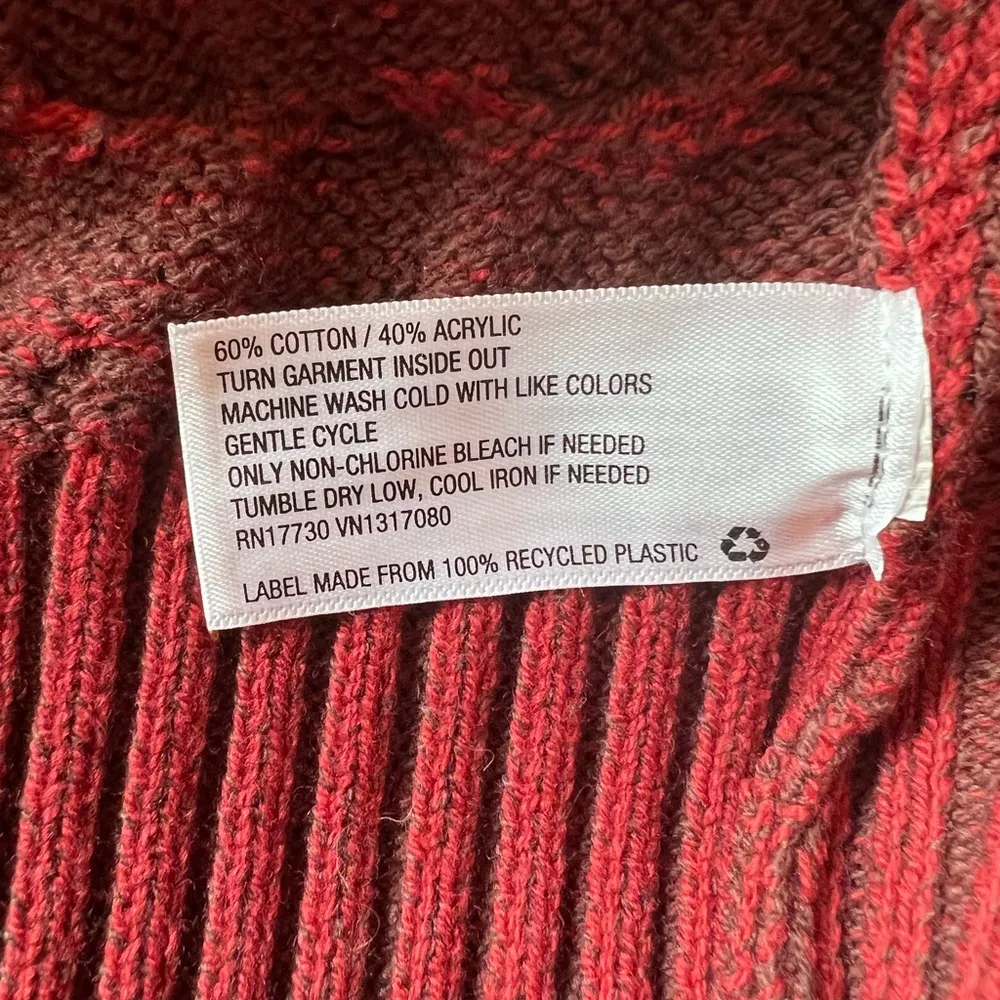 60% COTTON / 40% ACRYLIC
TURN GARMENT INSIDE OUT
MACHINE WASH COLD WITH LIKE COLORS
GENTLE CYCLE
ONLY NON-CHLORINE BLEACH IF NEEDED
TUMBLE DRY LOW, COOL IRON IF NEEDED
RN17730 VN1317080
LABEL MADE FROM 100% RECYCLED PLASTIC